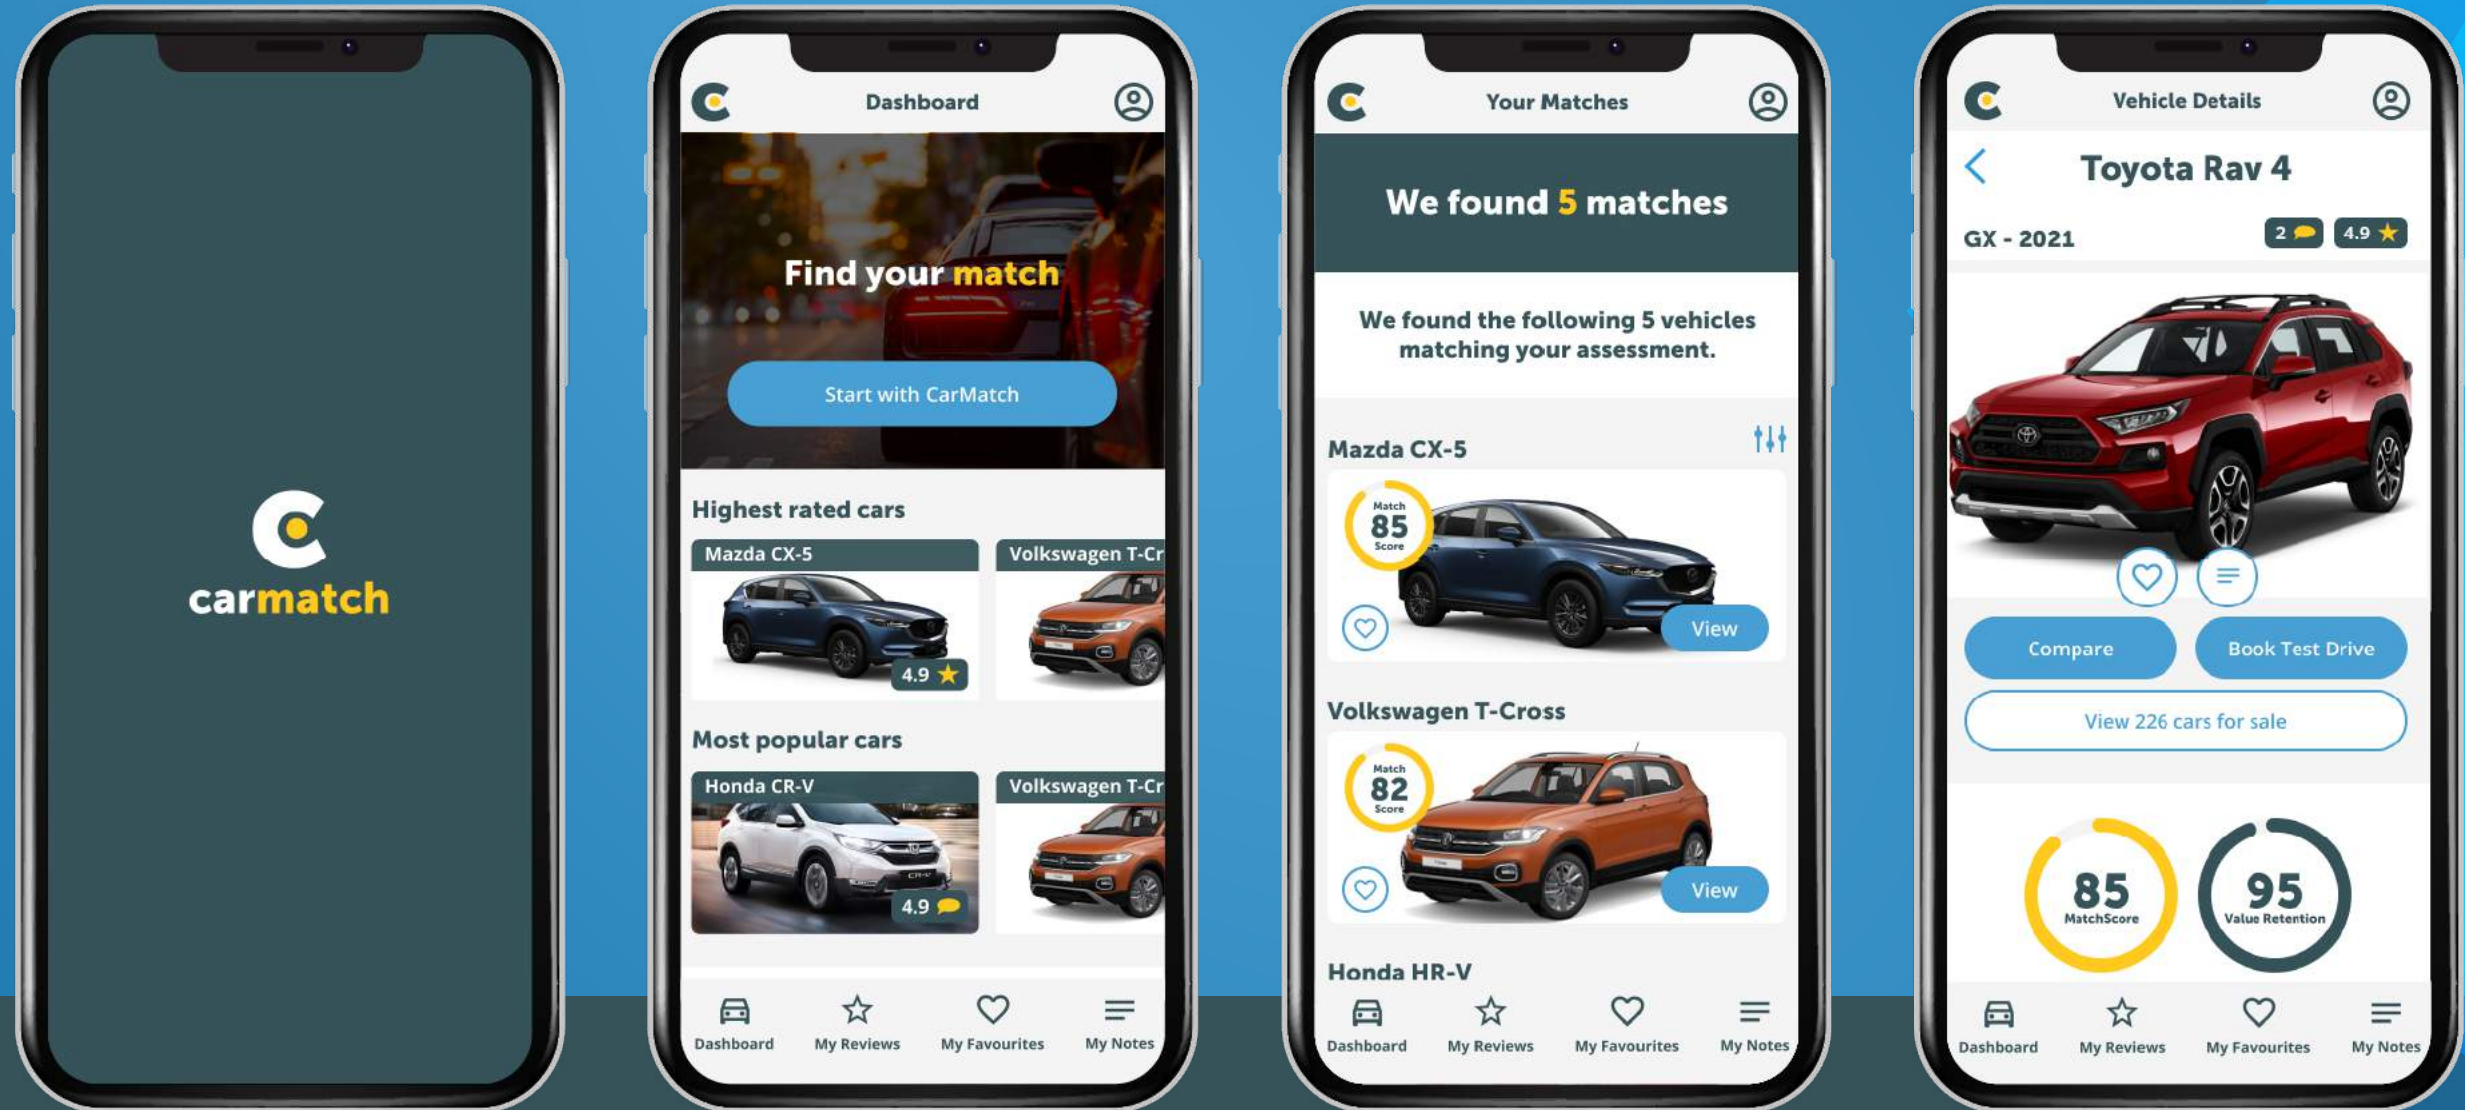 carmatch
Dashboard
Find your match
Start with CarMatch
Highest rated cars
Mazda CX-5
Volkswagen T-Cr
4.9
Most popular cars
Honda CR-V
Volkswagen T-Cr
CR-V
4.9
Dashboard
My Reviews
My Favourites
My Notes
Your Matches
We found 5 matches
We found the following 5 vehicles
matching your assessment.
Mazda CX-5
Match
85
Score
View
Volkswagen T-Cross
Match
82
Score
View
Honda HR-V
Dashboard
My Reviews
My Favourites
My Notes
Vehicle Details
Toyota Rav 4
GX - 2021
2
4.9
Compare
Book Test Drive
View 226 cars for sale
85
MatchScore
95
Value Retention
Dashboard
My Reviews
My Favourites
My Notes